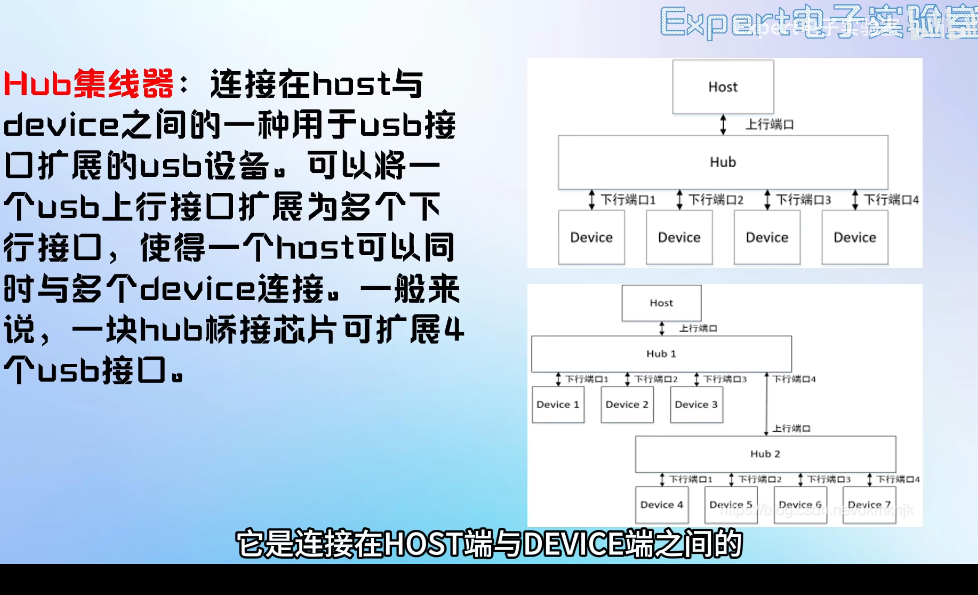 Expert电子实验室
Hub集线器：连接在host与
device之间的一种用于usb接
口扩展的usb设备。可以将一
个usb上行接口扩展为多个下
行接口，使得一个host可以同
时与多个device连接。一般来
说，一块hub桥接芯片可扩展4
个usb接口。
Host
上行端口
Hub
下行端口1 下行端口2 下行端口3 下行端口4
Device Device Device Device
Host
上行端口
Hub 1
下行端口1 下行端口2 下行端口3 下行端口4
Device 1 Device 2 Device 3
上行端口
Hub 2
下行端口1 下行端口2 下行端口3 下行端口4
Device 4 Device 5 Device 6 Device 7
它是连接在HOST端与DEVICE端之间的